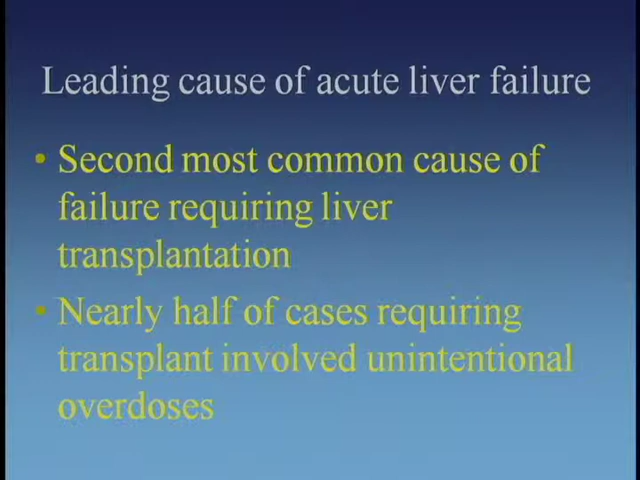 Leading cause of acute liver failure
• Second most common cause of
failure requiring liver
transplantation
• Nearly half of cases requiring
transplant involved unintentional
overdoses